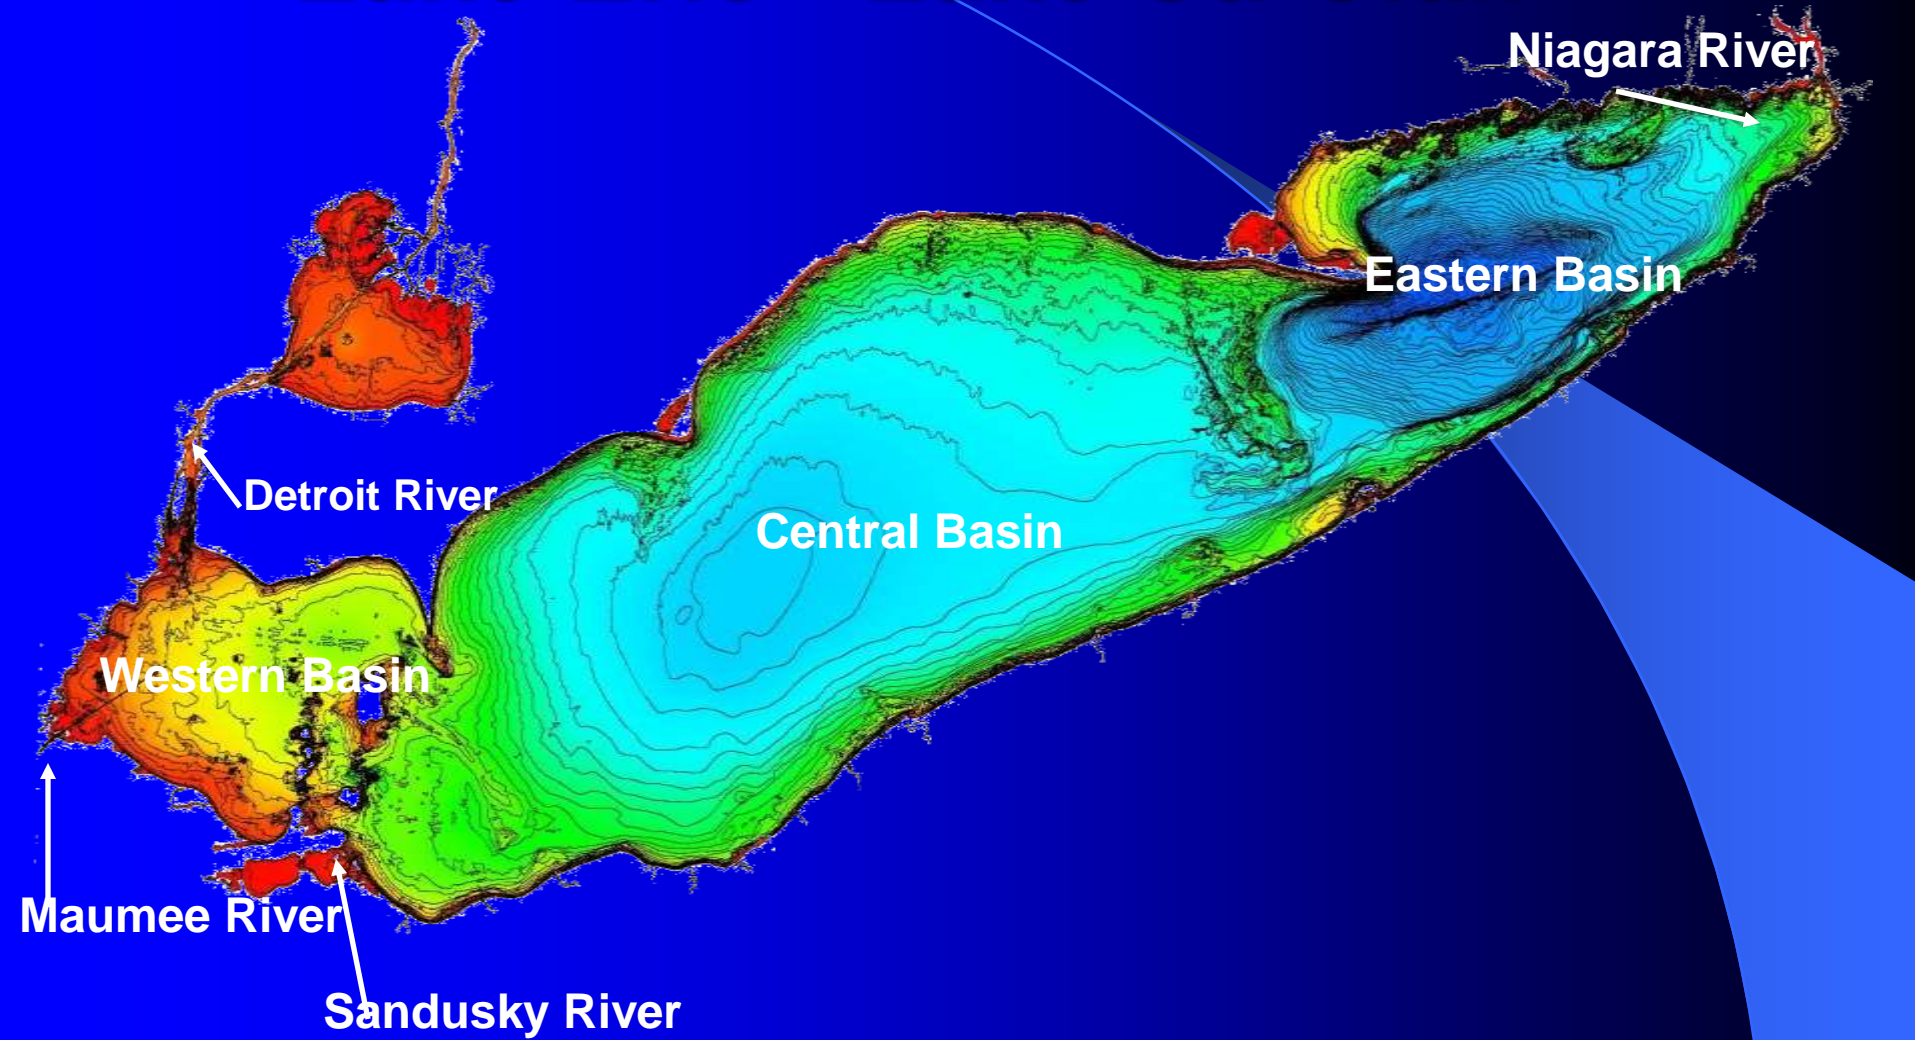 Niagara River
Eastern Basin
Detroit River
Central Basin
Western Basin
Maumee River
Sandusky River